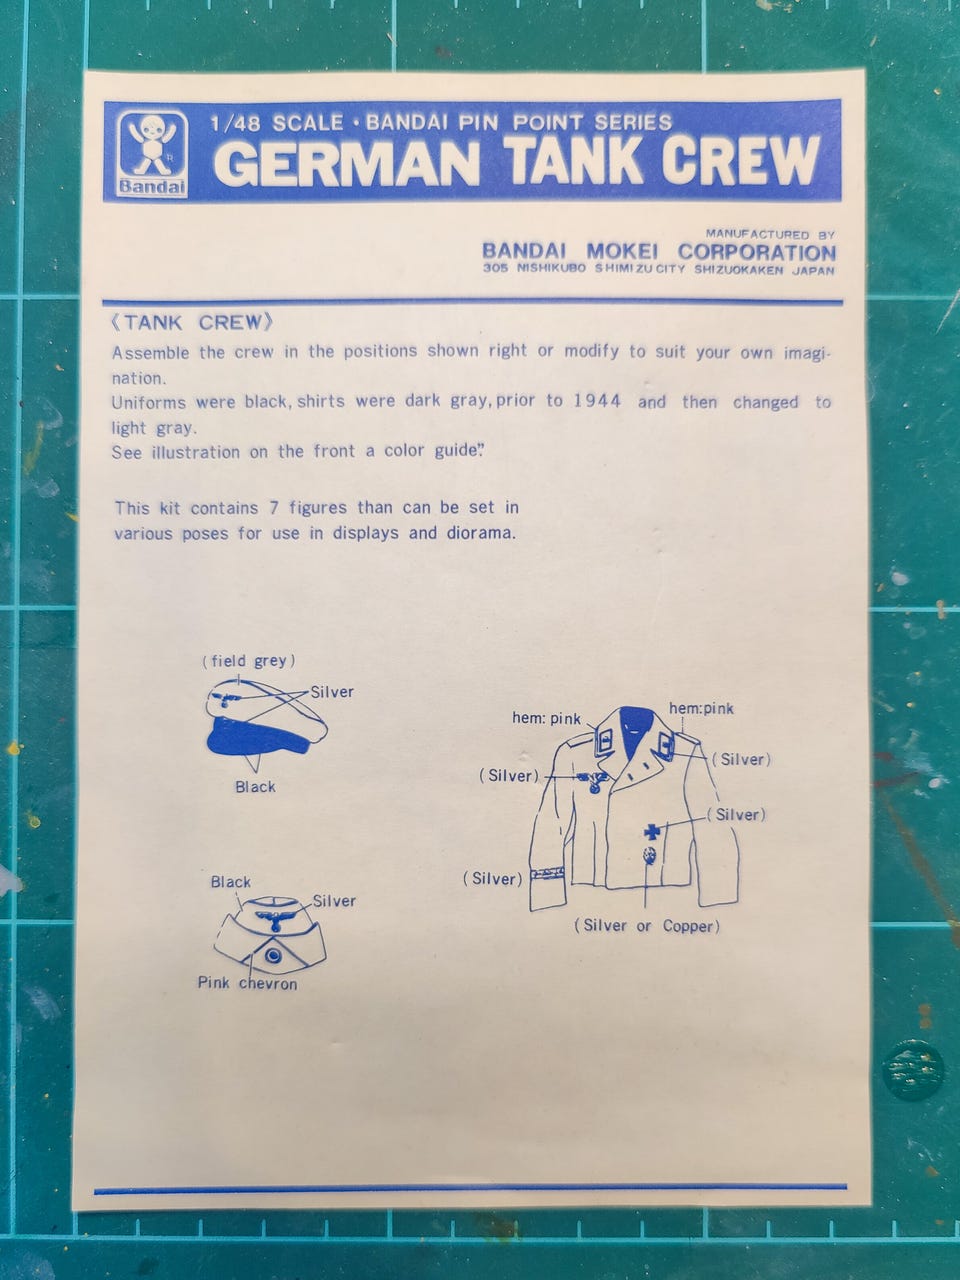 1/48 SCALE · BANDAI PIN POINT SERIES
GERMAN TANK CREW
Bandai
MANUFACTURED BY
BANDAI MOKEI CORPORATION
305 NISHIKUBO SHIMIZU CITY SHIZUOKAKEN JAPAN
《TANK CREW》
Assemble the crew in the positions shown right or modify to suit your own imagi-
nation.
Uniforms were black, shirts were dark gray, prior to 1944 and then changed to
light gray.
See illustration on the front a color guide."
This kit contains 7 figures than can be set in
various poses for use in displays and diorama.
(field grey)
Silver
Black
hem: pink
hem:pink
(Silver)
(Silver)
(Silver)
(Silver)
(Silver or Copper)
Black
Silver
Pink chevron